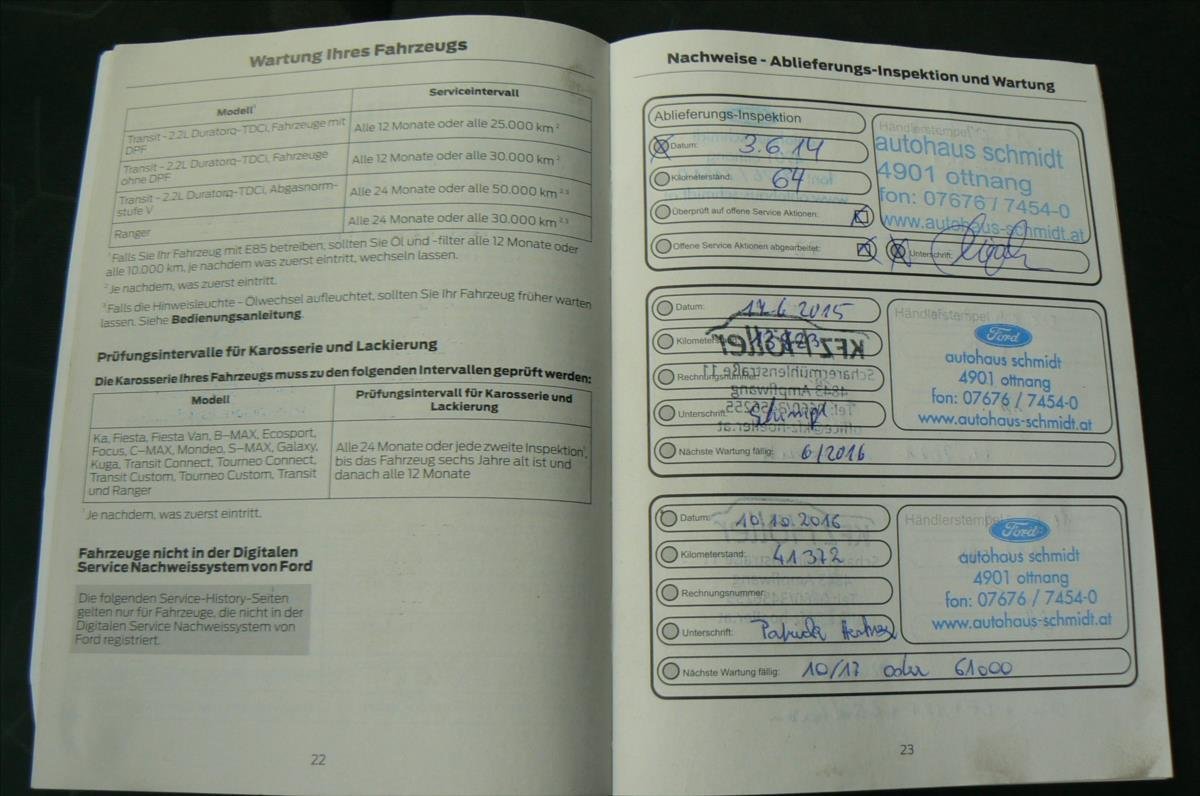 Wartung Ihres Fahrzeugs
Modell¹
Serviceintervall
Transit - 2.2L Duratorq-TDCi, Fahrzeuge mit
DPF
Alle 12 Monate oder alle 25.000 km ²
Transit - 2.2L Duratorq-TDCi, Fahrzeuge
ohne DPF
Alle 12 Monate oder alle 30.000 km ²
Transit - 2.2L Duratorq-TDCi, Abgasnorm-
stufe V
Alle 24 Monate oder alle 50.000 km ²,³
Ranger
Alle 24 Monate oder alle 30.000 km ²,³
¹Falls Sie Ihr Fahrzeug mit E85 betreiben, sollten Sie Öl und -filter alle 12 Monate oder
alle 10.000 km, je nachdem was zuerst eintritt, wechseln lassen.
² Je nachdem, was zuerst eintritt.
³Falls die Hinweisleuchte - Ölwechsel aufleuchtet, sollten Sie Ihr Fahrzeug früher warten
lassen. Siehe Bedienungsanleitung.
Prüfungsintervalle für Karosserie und Lackierung
Die Karosserie Ihres Fahrzeugs muss zu den folgenden Intervallen geprüft werden:
Modell
Prüfungsintervall für Karosserie und
Lackierung
Ka, Fiesta, Fiesta Van, B-MAX, Ecosport,
Focus, C-MAX, Mondeo, S-MAX, Galaxy,
Kuga, Transit Connect, Tourneo Connect,
Transit Custom, Tourneo Custom, Transit
und Ranger
Alle 24 Monate oder jede zweite Inspektion¹,
bis das Fahrzeug sechs Jahre alt ist und
danach alle 12 Monate
¹Je nachdem, was zuerst eintritt.
Fahrzeuge nicht in der Digitalen
Service Nachweissystem von Ford
Die folgenden Service-History-Seiten
gelten nur für Fahrzeuge, die nicht in der
Digitalen Service Nachweissystem von
Ford registriert.
22
Nachweise - Ablieferungs-Inspektion und Wartung
Ablieferungs-Inspektion
Datum: 3.6.14
Kilometerstand: 64
Überprüft auf offene Service Aktionen:
Offene Service Aktionen abgearbeitet:
Unterschrift:
Händlerstempel
autohaus schmidt
4901 ottnang
fon: 07676 / 7454-0
www.autohaus-schmidt.at
Datum: 17.6.2015
Kilometerstand:
Rechnungsnummer:
Unterschrift:
Nächste Wartung fällig: 6/2016
Händlerstempel
Ford
autohaus schmidt
4901 ottnang
fon: 07676 / 7454-0
www.autohaus-schmidt.at
Datum: 10.10.2016
Kilometerstand: 41372
Rechnungsnummer:
Unterschrift:
Nächste Wartung fällig: 10/17 oder 61000
Händlerstempel
Ford
autohaus schmidt
4901 ottnang
fon: 07676 / 7454-0
www.autohaus-schmidt.at
23